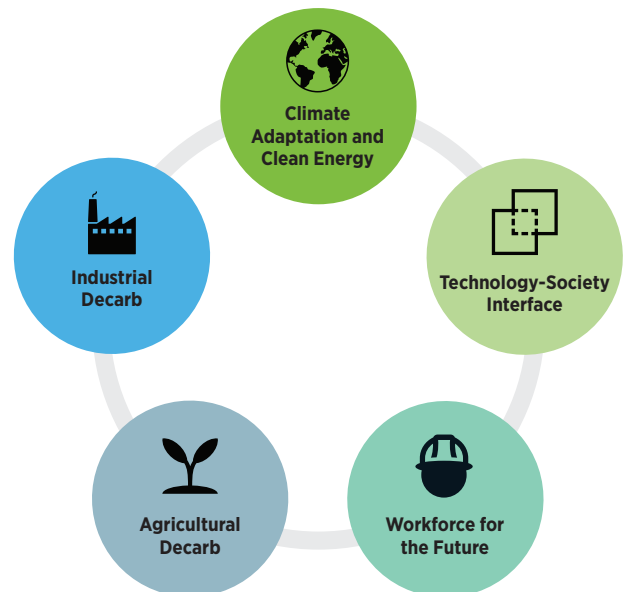 Climate
Adaptation and
Clean Energy
Technology-Society
Interface
Workforce for
the Future
Agricultural
Decarb
Industrial
Decarb